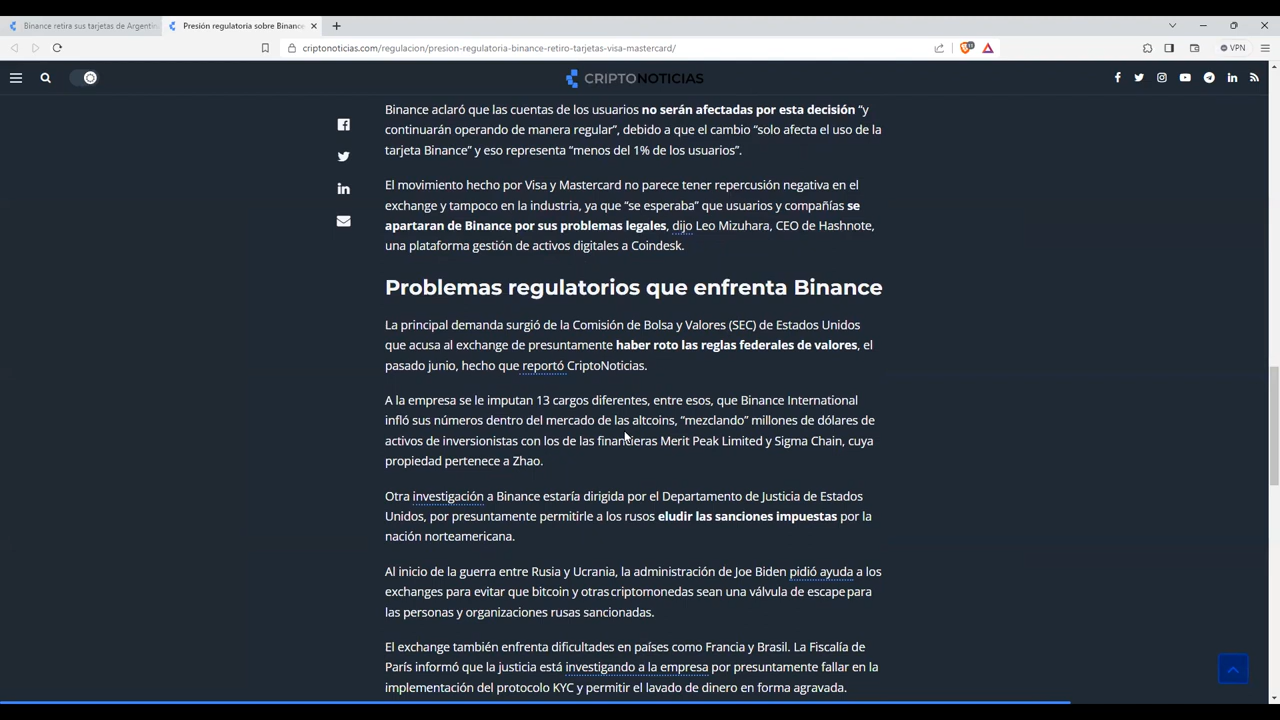 Binance retira sus tarjetas de Argentin
Presión regulatoria sobre Binance
criptonoticias.com/regulacion/presion-regulatoria-binance-retiro-tarjetas-visa-mastercard/
VPN
CRIPTONOTICIAS
Binance aclaró que las cuentas de los usuarios no serán afectadas por esta decisión “y
continuarán operando de manera regular”, debido a que el cambio “solo afecta el uso de la
tarjeta Binance” y eso representa “menos del 1% de los usuarios”.
El movimiento hecho por Visa y Mastercard no parece tener repercusión negativa en el
exchange y tampoco en la industria, ya que “se esperaba” que usuarios y compañías se
apartaran de Binance por sus problemas legales, dijo Leo Mizuhara, CEO de Hashnote,
una plataforma gestión de activos digitales a Coindesk.
Problemas regulatorios que enfrenta Binance
La principal demanda surgió de la Comisión de Bolsa y Valores (SEC) de Estados Unidos
que acusa al exchange de presuntamente haber roto las reglas federales de valores, el
pasado junio, hecho que reportó CriptoNoticias.
A la empresa se le imputan 13 cargos diferentes, entre esos, que Binance International
infló sus números dentro del mercado de las altcoins, “mezclando” millones de dólares de
activos de inversionistas con los de las financieras Merit Peak Limited y Sigma Chain, cuya
propiedad pertenece a Zhao.
Otra investigación a Binance estaría dirigida por el Departamento de Justicia de Estados
Unidos, por presuntamente permitirle a los rusos eludir las sanciones impuestas por la
nación norteamericana.
Al inicio de la guerra entre Rusia y Ucrania, la administración de Joe Biden pidió ayuda a los
exchanges para evitar que bitcoin y otras criptomonedas sean una válvula de escape para
las personas y organizaciones rusas sancionadas.
El exchange también enfrenta dificultades en países como Francia y Brasil. La Fiscalía de
París informó que la justicia está investigando a la empresa por presuntamente fallar en la
implementación del protocolo KYC y permitir el lavado de dinero en forma agravada.